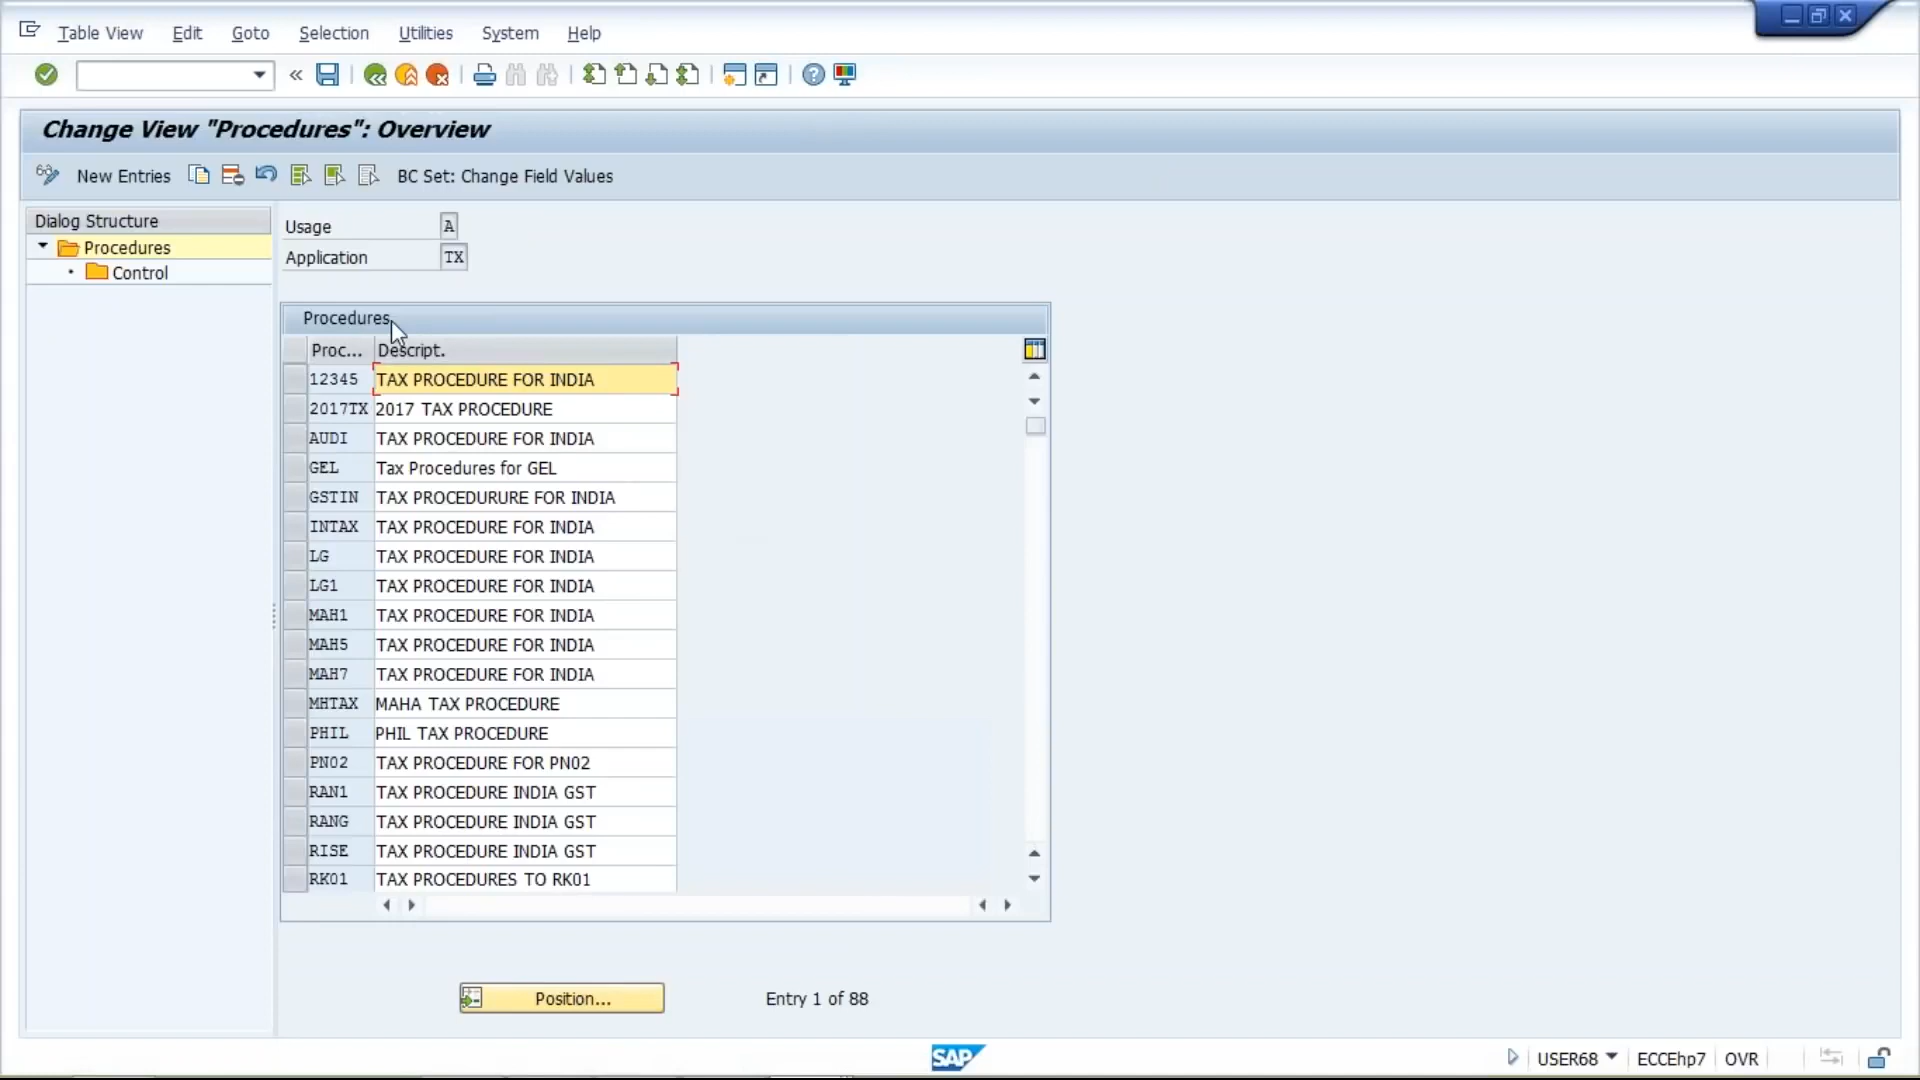 Table View Edit Goto Selection Utilities System Help
Change View "Procedures": Overview
New Entries BC Set: Change Field Values
Dialog Structure
Procedures
Control
Usage A
Application TX
Procedures
Proc... Descript.
12345 TAX PROCEDURE FOR INDIA
2017TX 2017 TAX PROCEDURE
AUDI TAX PROCEDURE FOR INDIA
GEL Tax Procedures for GEL
GSTIN TAX PROCEDURURE FOR INDIA
INTAX TAX PROCEDURE FOR INDIA
LG TAX PROCEDURE FOR INDIA
LG1 TAX PROCEDURE FOR INDIA
MAH1 TAX PROCEDURE FOR INDIA
MAH5 TAX PROCEDURE FOR INDIA
MAH7 TAX PROCEDURE FOR INDIA
MHTAX MAHA TAX PROCEDURE
PHIL PHIL TAX PROCEDURE
PN02 TAX PROCEDURE FOR PN02
RAN1 TAX PROCEDURE INDIA GST
RANG TAX PROCEDURE INDIA GST
RISE TAX PROCEDURE INDIA GST
RK01 TAX PROCEDURES TO RK01
Position... Entry 1 of 88
SAP USER68 ECCEhp7 OVR